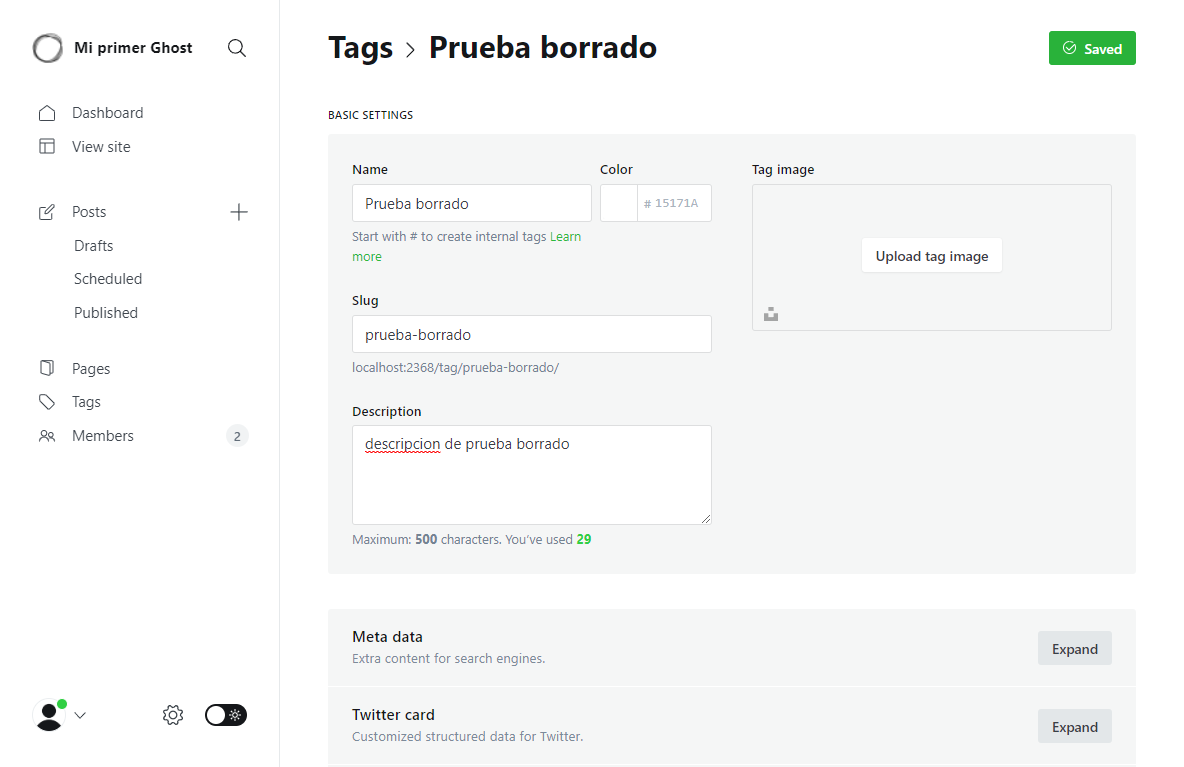 Mi primer Ghost
Dashboard
View site
Posts
Drafts
Scheduled
Published
Pages
Tags
Members 2
Tags > Prueba borrado
Saved
BASIC SETTINGS
Name
Prueba borrado
Start with # to create internal tags Learn
more
Color
# 15171A
Slug
prueba-borrado
localhost:2368/tag/prueba-borrado/
Description
descripcion de prueba borrado
Maximum: 500 characters. You’ve used 29
Tag image
Upload tag image
Meta data
Extra content for search engines.
Expand
Twitter card
Customized structured data for Twitter.
Expand